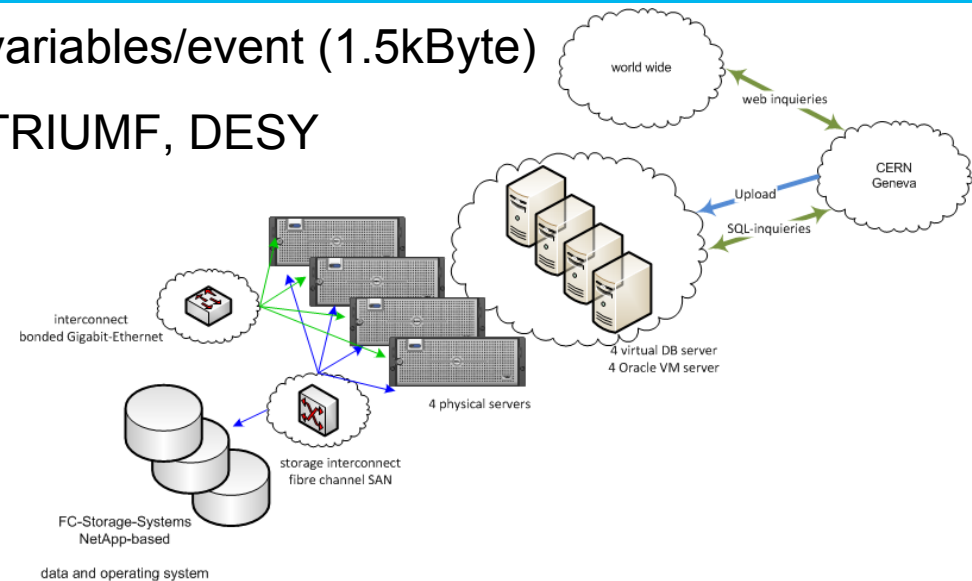 variables/event (1.5kByte)
TRIUMF, DESY
world wide
web inquieries
CERN
Geneva
Upload
SQL-inquieries
interconnect
bonded Gigabit-Ethernet
4 virtual DB server
4 Oracle VM server
4 physical servers
storage interconnect
fibre channel SAN
FC-Storage-Systems
NetApp-based
data and operating system